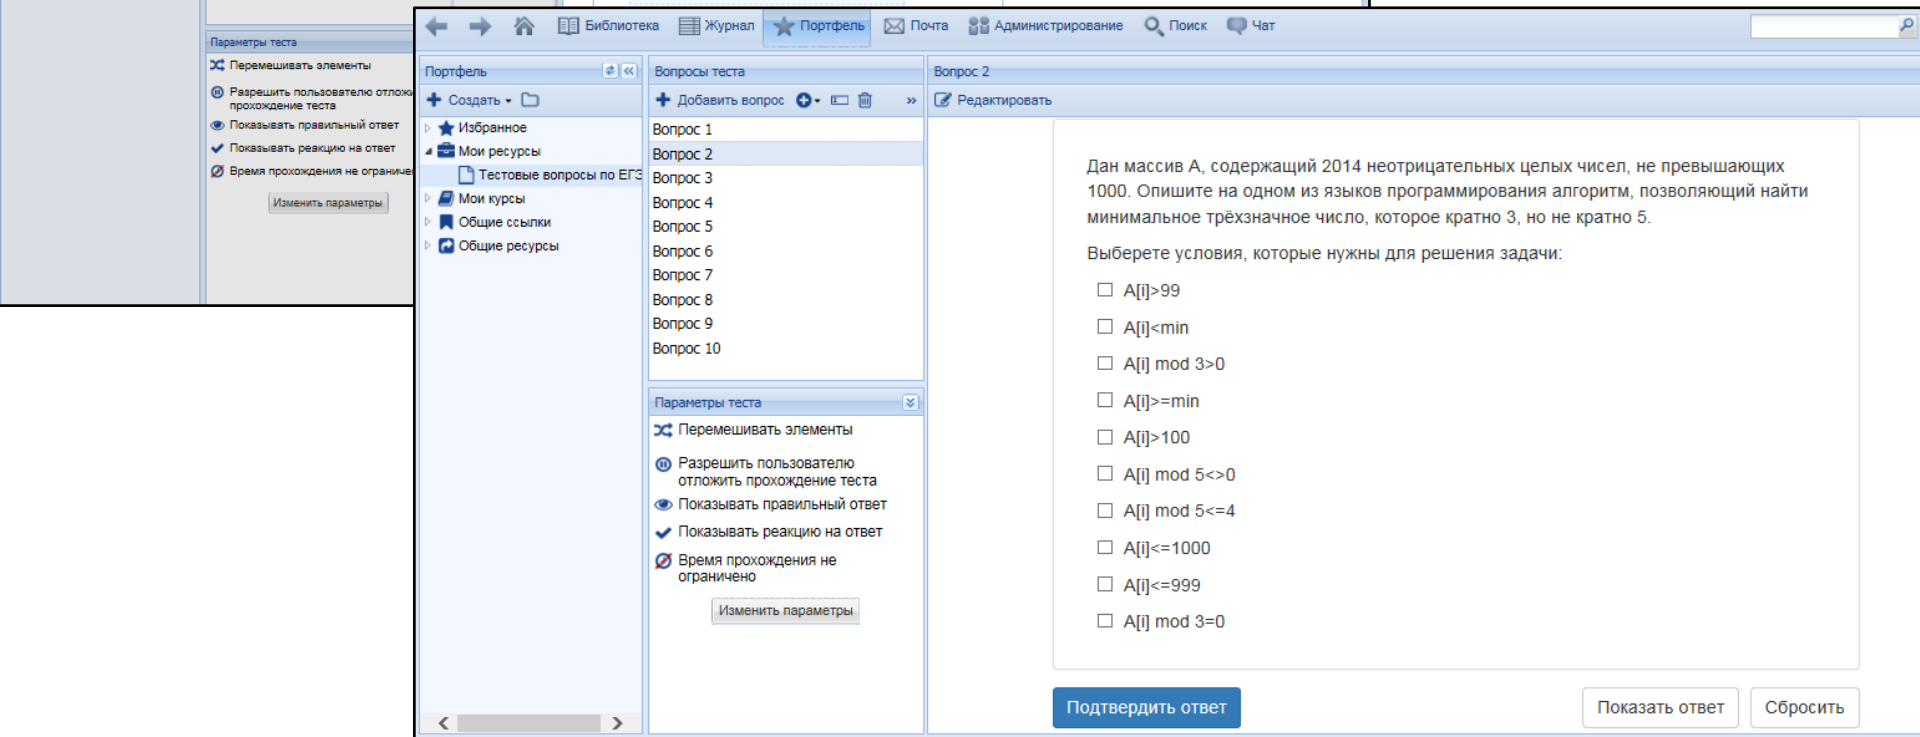 Параметры теста
Перемешивать элементы
Разрешить пользователю отложи
прохождение теста
Показывать правильный ответ
Показывать реакцию на ответ
Время прохождения не ограниче
Изменить параметры
Библиотека Журнал Портфель Почта Администрирование Поиск Чат
Портфель
Создать
Избранное
Мои ресурсы
Тестовые вопросы по ЕГЭ
Мои курсы
Общие ссылки
Общие ресурсы
Вопросы теста
Добавить вопрос »
Вопрос 1
Вопрос 2
Вопрос 3
Вопрос 4
Вопрос 5
Вопрос 6
Вопрос 7
Вопрос 8
Вопрос 9
Вопрос 10
Параметры теста
Перемешивать элементы
Разрешить пользователю
отложить прохождение теста
Показывать правильный ответ
Показывать реакцию на ответ
Время прохождения не
ограничено
Изменить параметры
Вопрос 2
Редактировать
Дан массив А, содержащий 2014 неотрицательных целых чисел, не превышающих
1000. Опишите на одном из языков программирования алгоритм, позволяющий найти
минимальное трёхзначное число, которое кратно 3, но не кратно 5.
Выберете условия, которые нужны для решения задачи:
A[i]>99
A[i]<min
A[i] mod 3>0
A[i]>=min
A[i]>100
A[i] mod 5<>0
A[i] mod 5<=4
A[i]<=1000
A[i]<=999
A[i] mod 3=0
Подтвердить ответ
Показать ответ
Сбросить